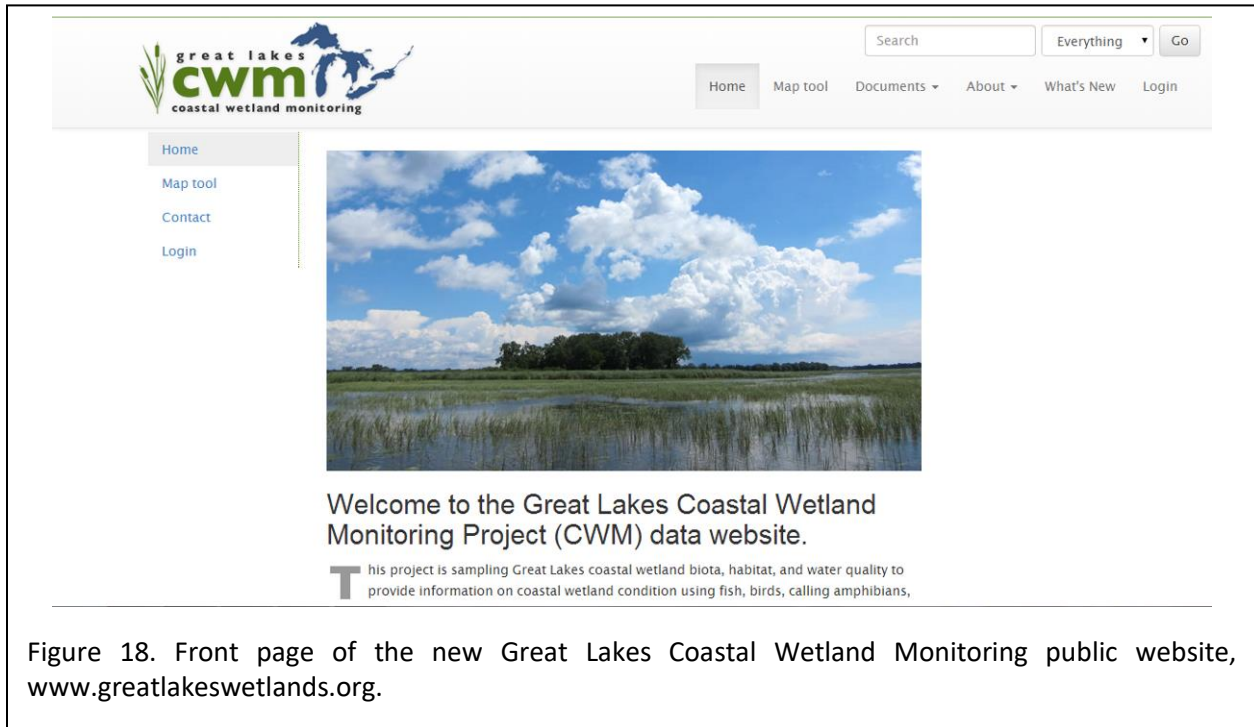 great lakes
cwm
coastal wetland monitoring
Search
Everything
Go
Home
Map tool
Documents
About
What's New
Login
Home
Map tool
Contact
Login
Welcome to the Great Lakes Coastal Wetland
Monitoring Project (CWM) data website.
This project is sampling Great Lakes coastal wetland biota, habitat, and water quality to
provide information on coastal wetland condition using fish, birds, calling amphibians,
Figure 18. Front page of the new Great Lakes Coastal Wetland Monitoring public website,
www.greatlakeswetlands.org.